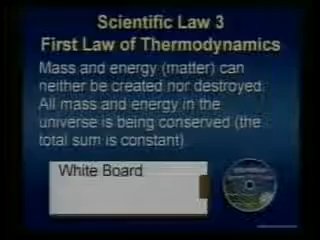 Scientific Law 3
First Law of Thermodynamics
Mass and energy (matter) can
neither be created nor destroyed.
All mass and energy in the
universe is being conserved (the
total sum is constant).
White Board